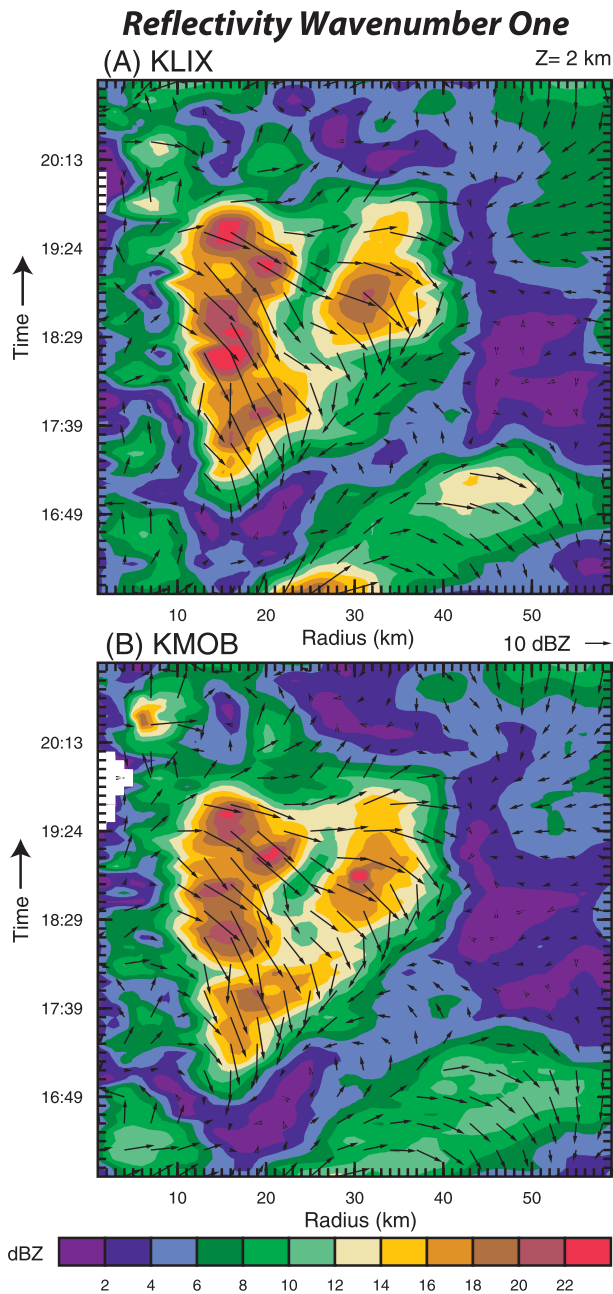 Reflectivity Wavenumber One
(A) KLIX
Z= 2 km
20:13
19:24
18:29
17:39
16:49
Time
10 20 30 40 50
Radius (km)
(B) KMOB
10 dBZ
20:13
19:24
18:29
17:39
16:49
Time
10 20 30 40 50
Radius (km)
dBZ
2 4 6 8 10 12 14 16 18 20 22